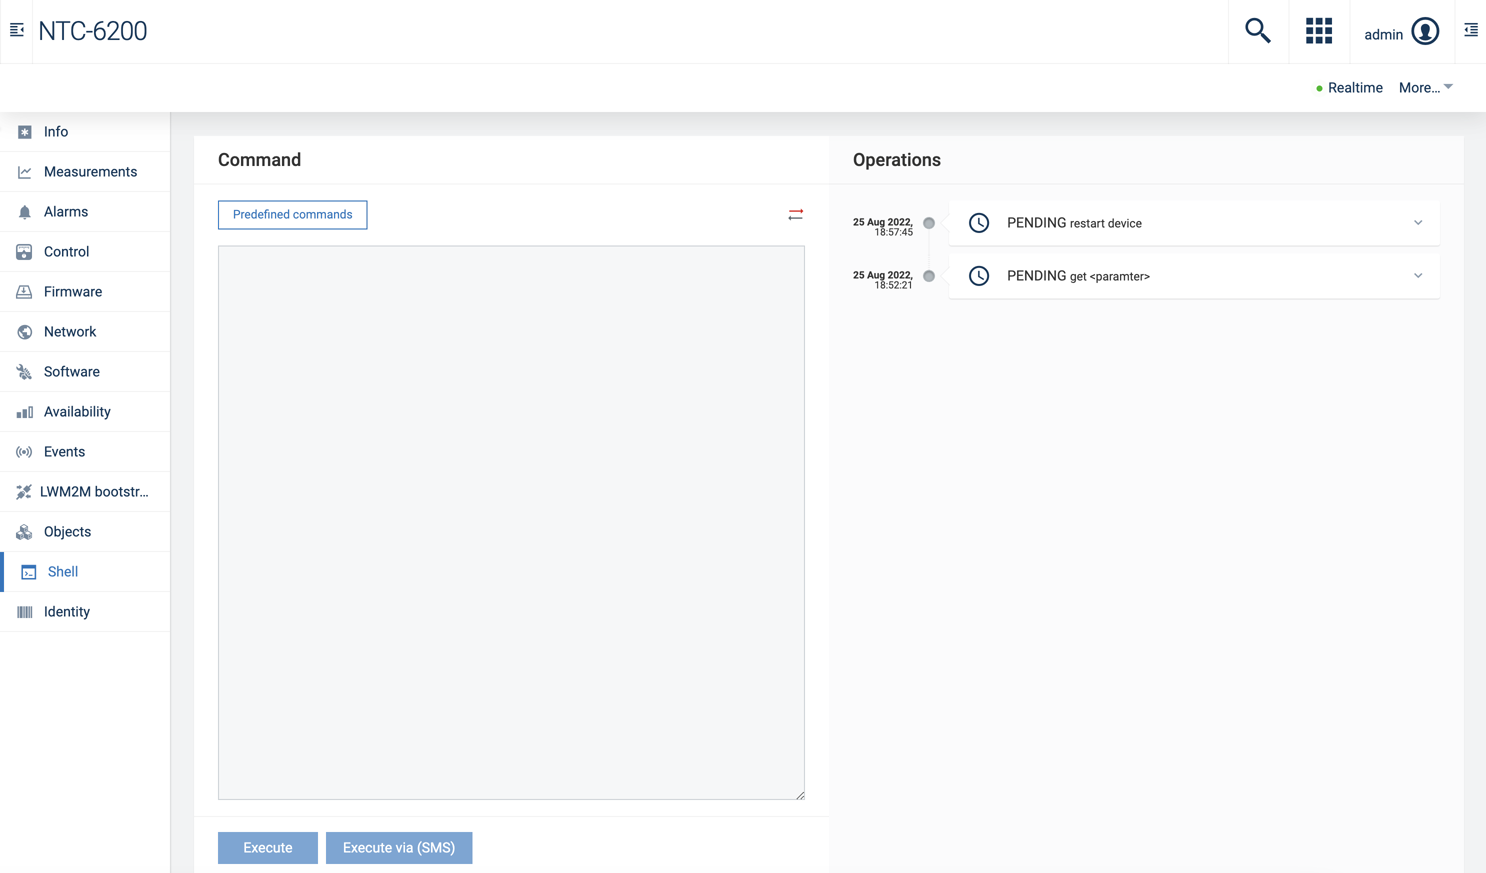 NTC-6200
admin
Realtime
More...
Info
Measurements
Alarms
Control
Firmware
Network
Software
Availability
Events
LWM2M bootstr...
Objects
Shell
Identity
Command
Predefined commands
Execute
Execute via (SMS)
Operations
25 Aug 2022,
18:57:45
PENDING restart device
25 Aug 2022,
18:52:21
PENDING get <paramter>